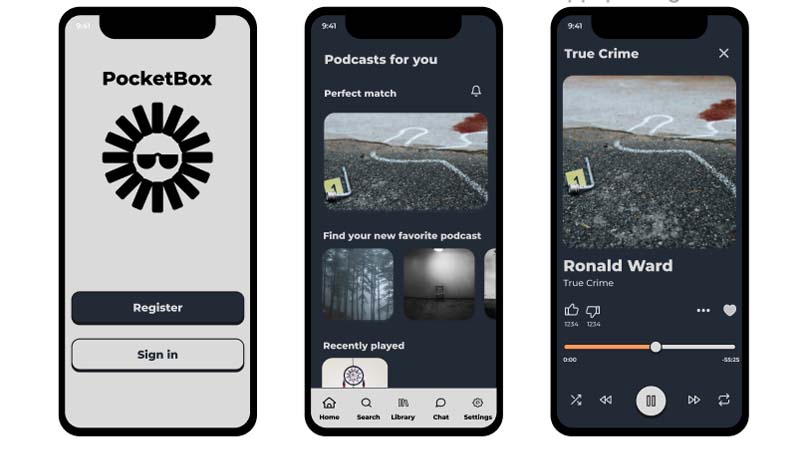 9:41
PocketBox
Register
Sign in
9:41
Podcasts for you
Perfect match
1
Find your new favorite podcast
Recently played
Home Search Library Chat Settings
9:41
True Crime
1
Ronald Ward
True Crime
1234 1234
0:00 -55:25